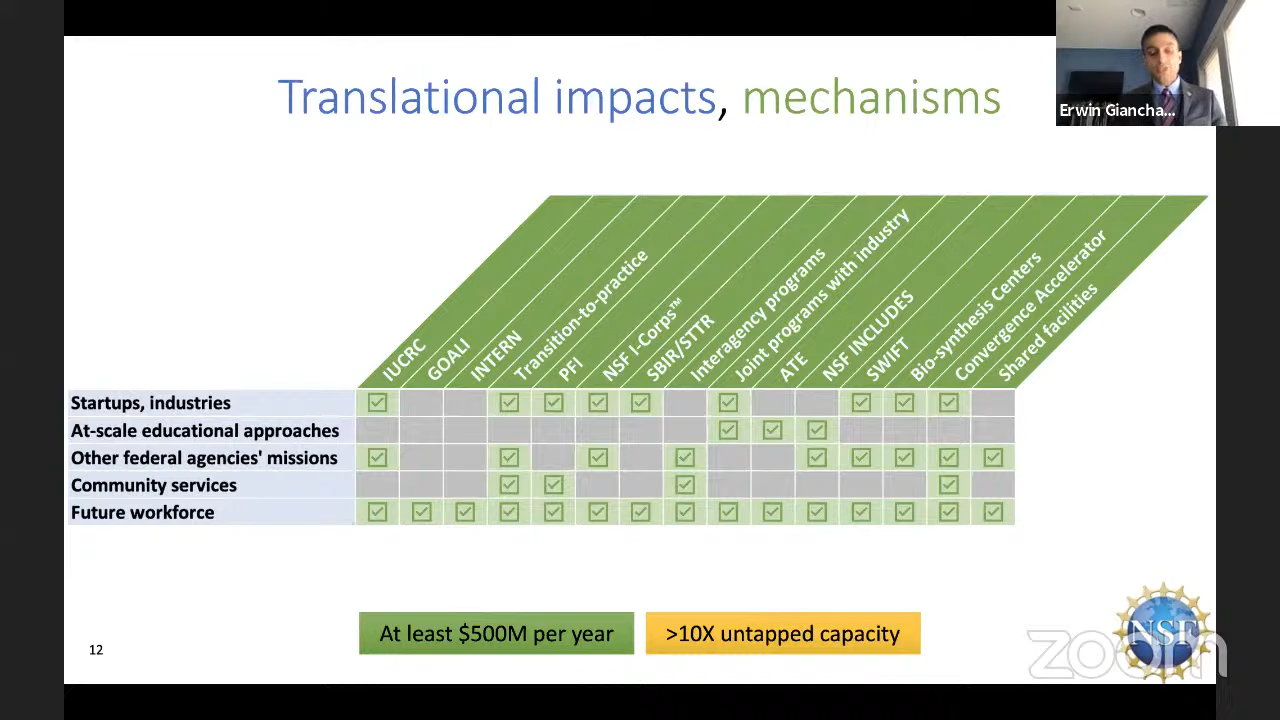 Translational impacts, mechanisms
Erwin Giancha...
IUCRC
GOALI
INTERN
Transition-to-practice
PFI
NSF I-Corps™
SBIR/STTR
Interagency programs
Joint programs with industry
ATE
NSF INCLUDES
SWIFT
Bio-synthesis Centers
Convergence Accelerator
Shared facilities
Startups, industries
At-scale educational approaches
Other federal agencies' missions
Community services
Future workforce
At least $500M per year
>10X untapped capacity
12
NSF
zoom